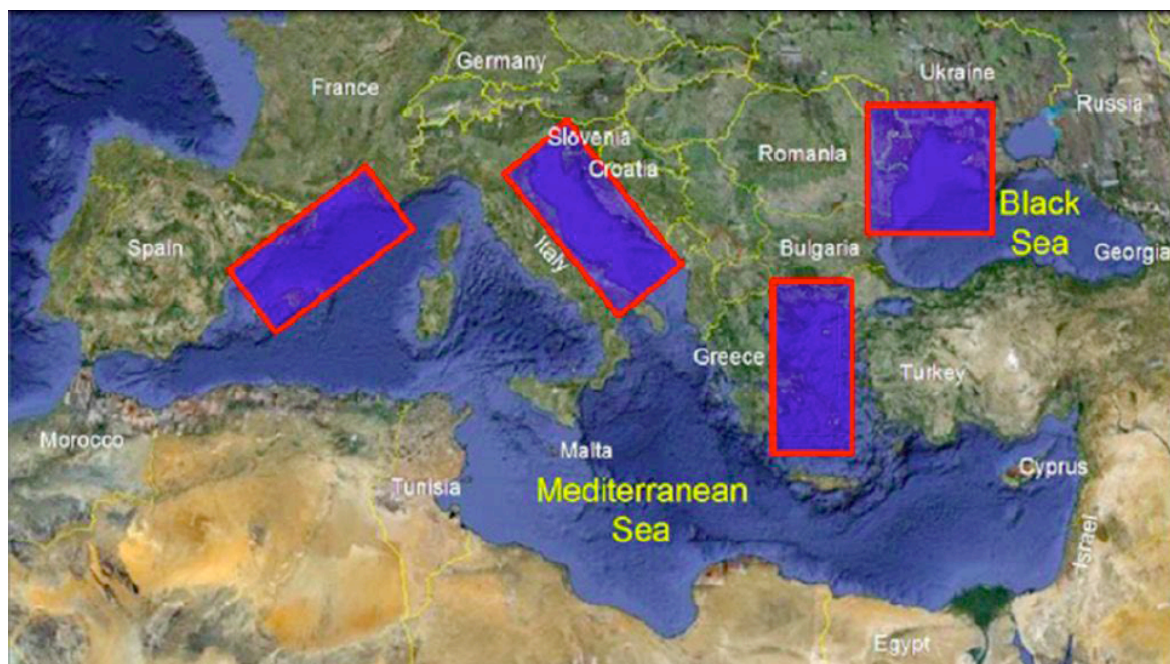 Germany
Ukraine
France
Russia
Slovenia
Romania
Croatia
Black
Sea
Spain
Italy
Bulgaria
Georgia
Greece
Turkey
Morocco
Malta
Cyprus
Tunisia
Mediterranean
Sea
Israel
Egypt